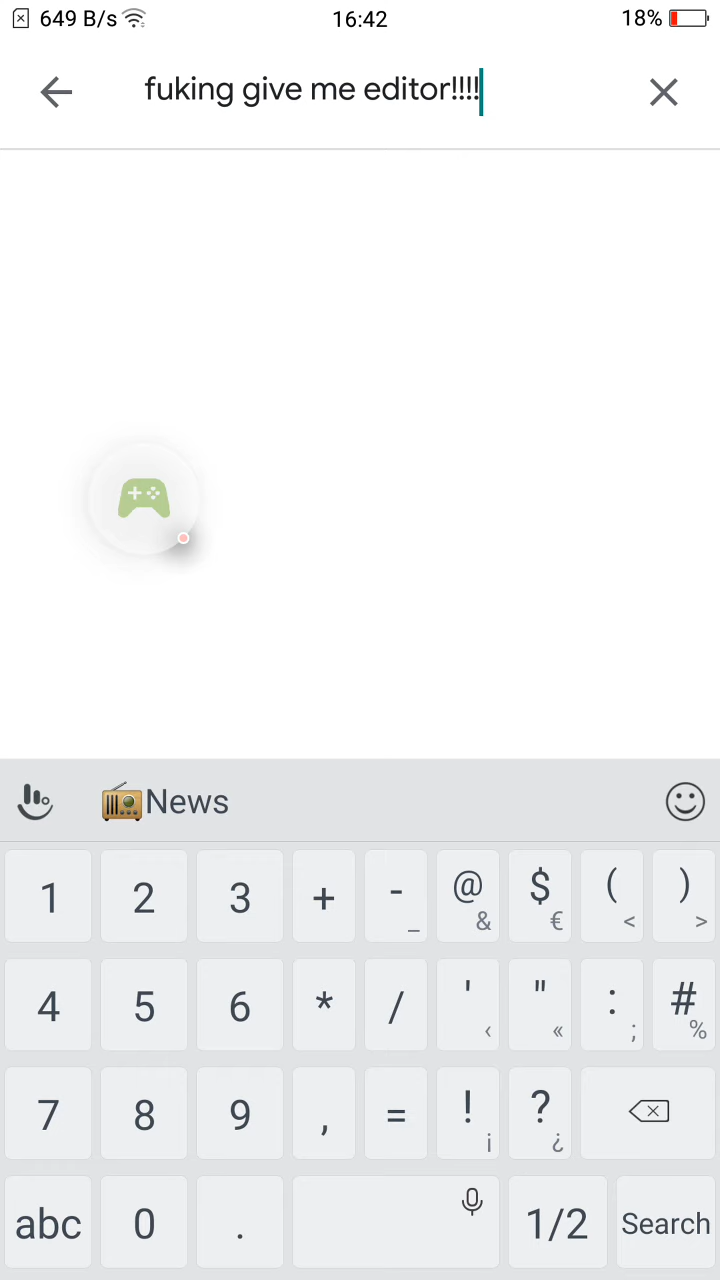 649 B/s 16:42 18%
fuking give me editor!!!!
News
1 2 3 + - _ @ & $ € ( < ) >
4 5 6 * / ' ‹ " « : ; # %
7 8 9 , = ! ¡ ? ¿
abc 0 . 1/2 Search